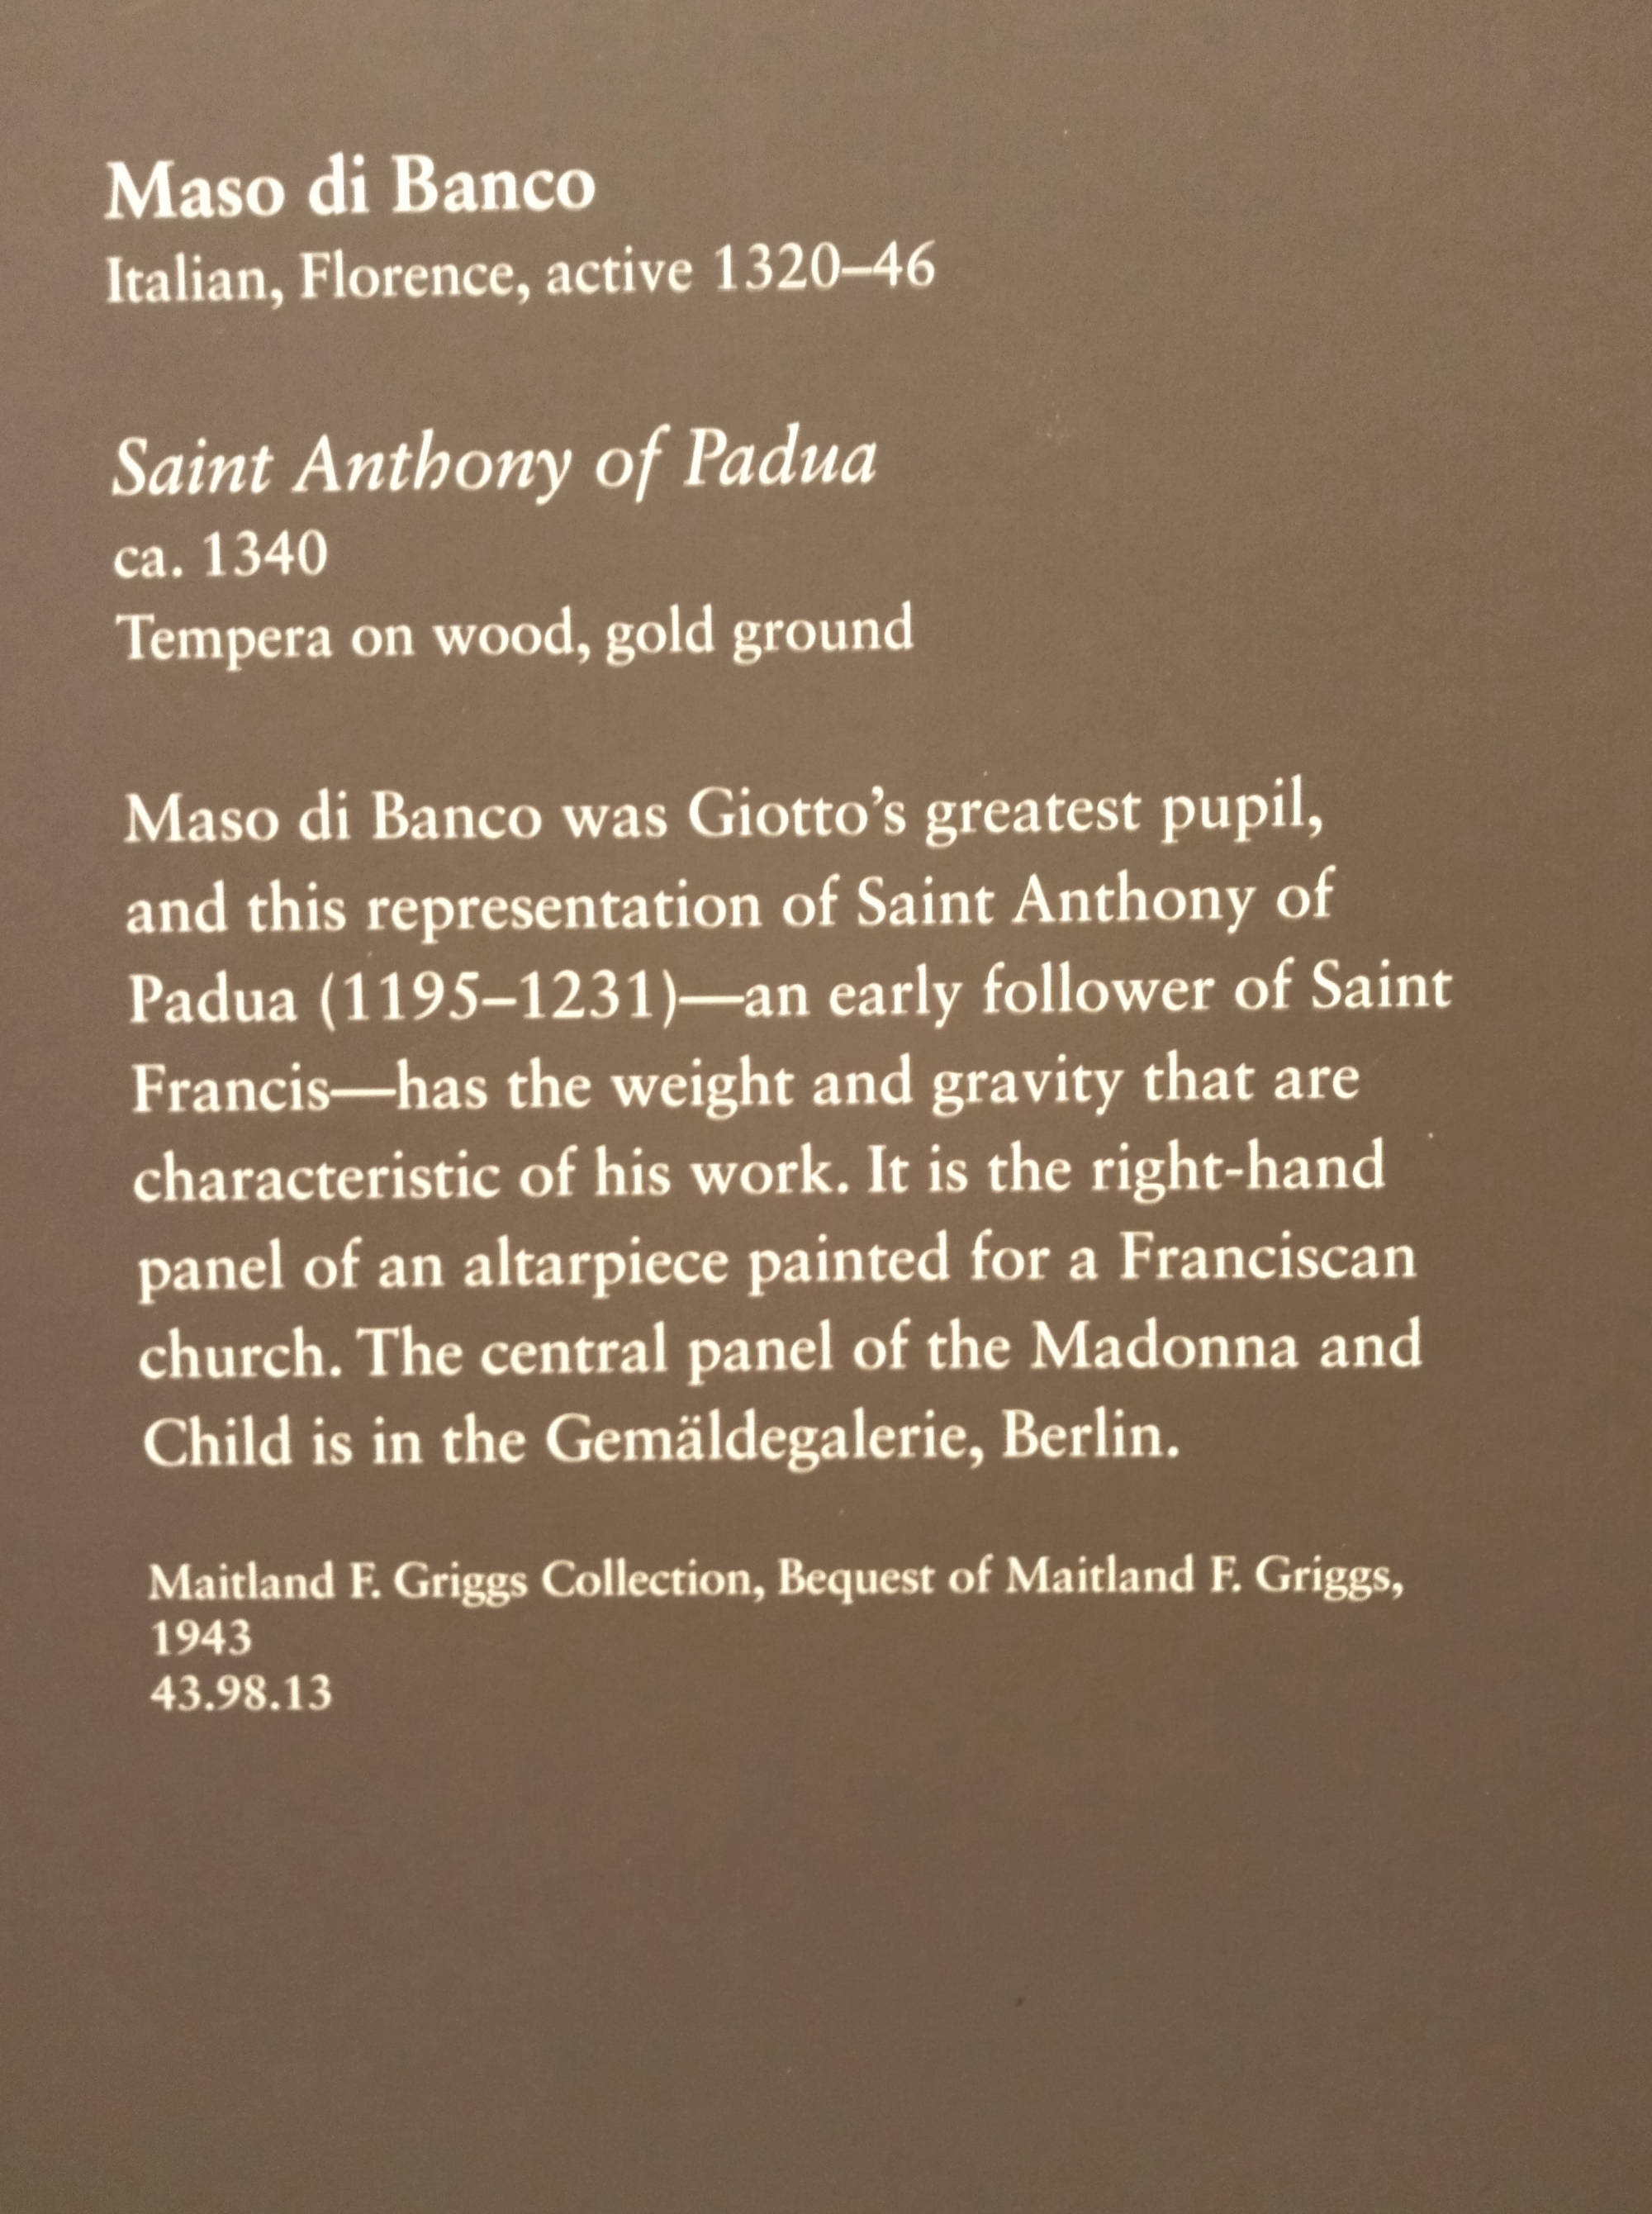 Maso di Banco
Italian, Florence, active 1320–46
Saint Anthony of Padua
ca. 1340
Tempera on wood, gold ground
Maso di Banco was Giotto’s greatest pupil,
and this representation of Saint Anthony of
Padua (1195–1231)—an early follower of Saint
Francis—has the weight and gravity that are
characteristic of his work. It is the right-hand
panel of an altarpiece painted for a Franciscan
church. The central panel of the Madonna and
Child is in the Gemäldegalerie, Berlin.
Maitland F. Griggs Collection, Bequest of Maitland F. Griggs,
1943
43.98.13